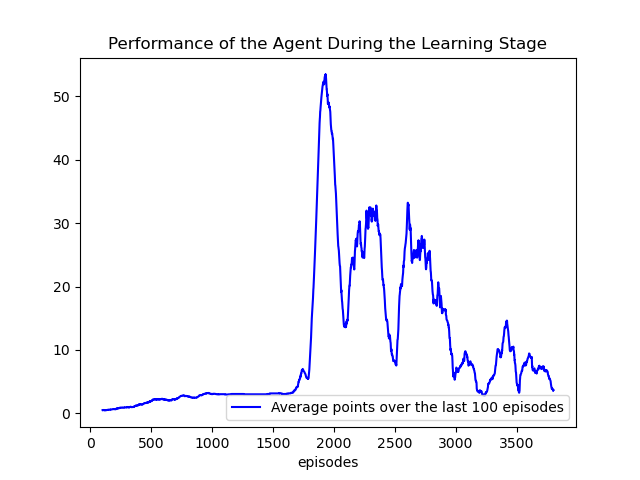 Performance of the Agent During the Learning Stage
50
40
30
20
10
0
Average points over the last 100 episodes
0 500 1000 1500 2000 2500 3000 3500
episodes